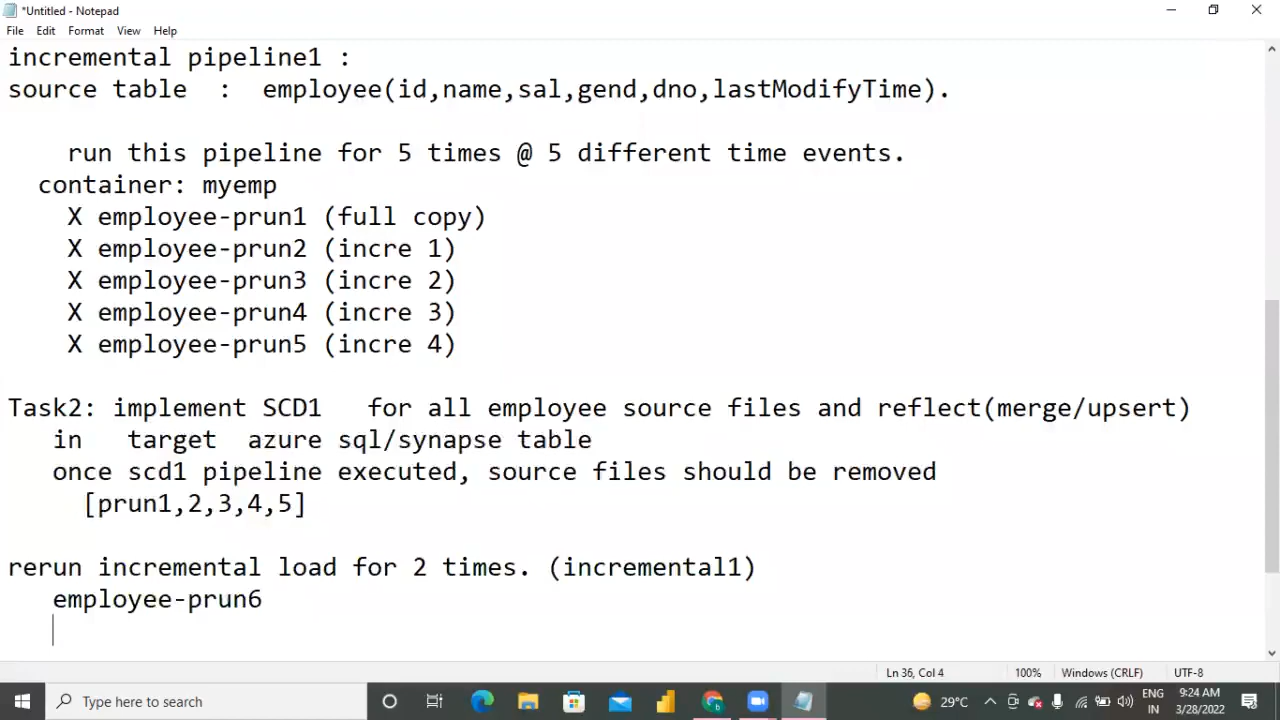 *Untitled - Notepad
File Edit Format View Help
incremental pipeline1 :
source table : employee(id,name,sal,gend,dno,lastModifyTime).
run this pipeline for 5 times @ 5 different time events.
container: myemp
X employee-prun1 (full copy)
X employee-prun2 (incre 1)
X employee-prun3 (incre 2)
X employee-prun4 (incre 3)
X employee-prun5 (incre 4)
Task2: implement SCD1 for all employee source files and reflect(merge/upsert)
in target azure sql/synapse table
once scd1 pipeline executed, source files should be removed
[prun1,2,3,4,5]
rerun incremental load for 2 times. (incremental1)
employee-prun6
Ln 36, Col 4 100% Windows (CRLF) UTF-8
Type here to search 29°C ENG 9:24 AM
IN 3/28/2022